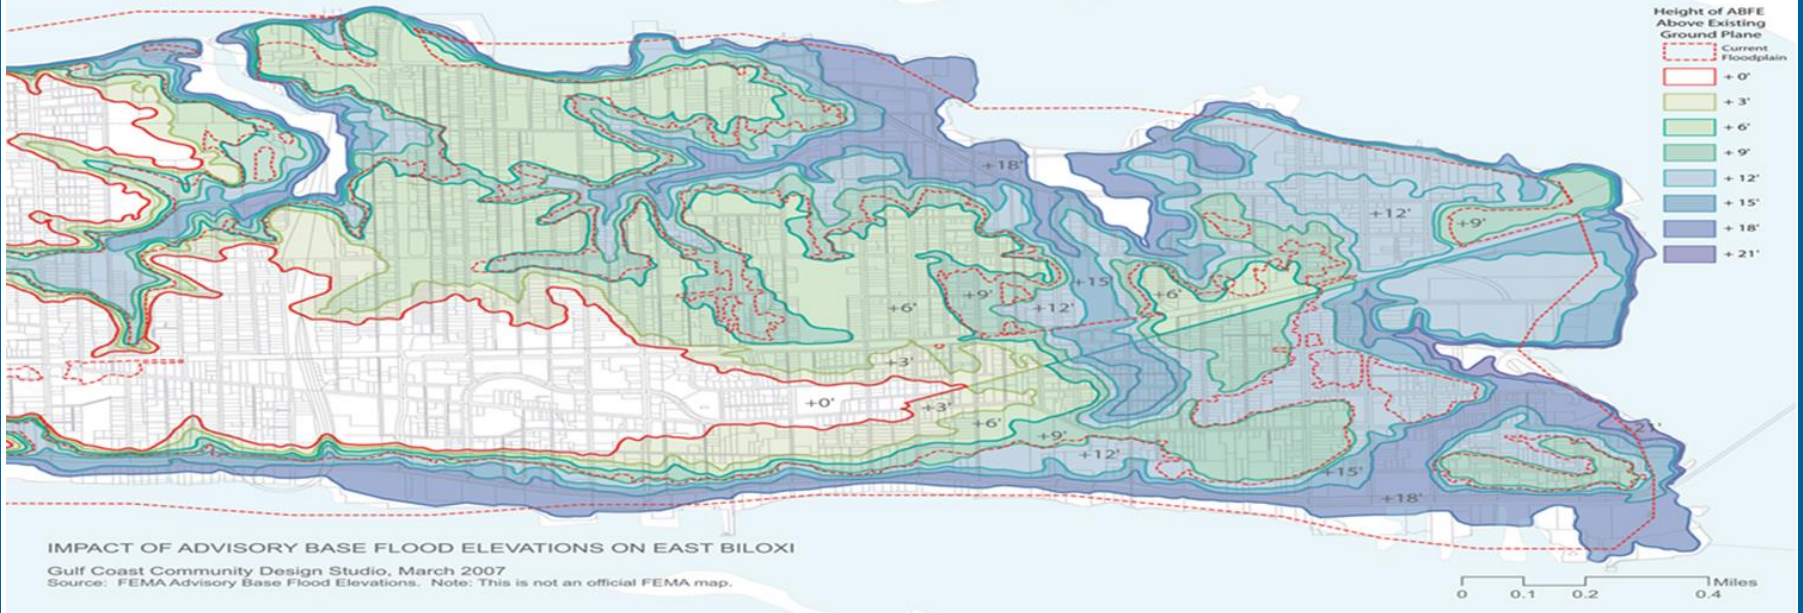 Height of ABFE
Above Existing
Ground Plane
Current
Floodplain
+ 0'
+ 3'
+ 6'
+ 9'
+ 12'
+ 15'
+ 18'
+ 21'
+18'
+12'
+9'
+15'
+6'
+9'
+12'
+6'
+3'
+0'
+3'
+6'
+9'
+12'
+15'
+18'
21'
IMPACT OF ADVISORY BASE FLOOD ELEVATIONS ON EAST BILOXI
Gulf Coast Community Design Studio, March 2007
Source: FEMA Advisory Base Flood Elevations. Note: This is not an official FEMA map.
Miles
0 0.1 0.2 0.4